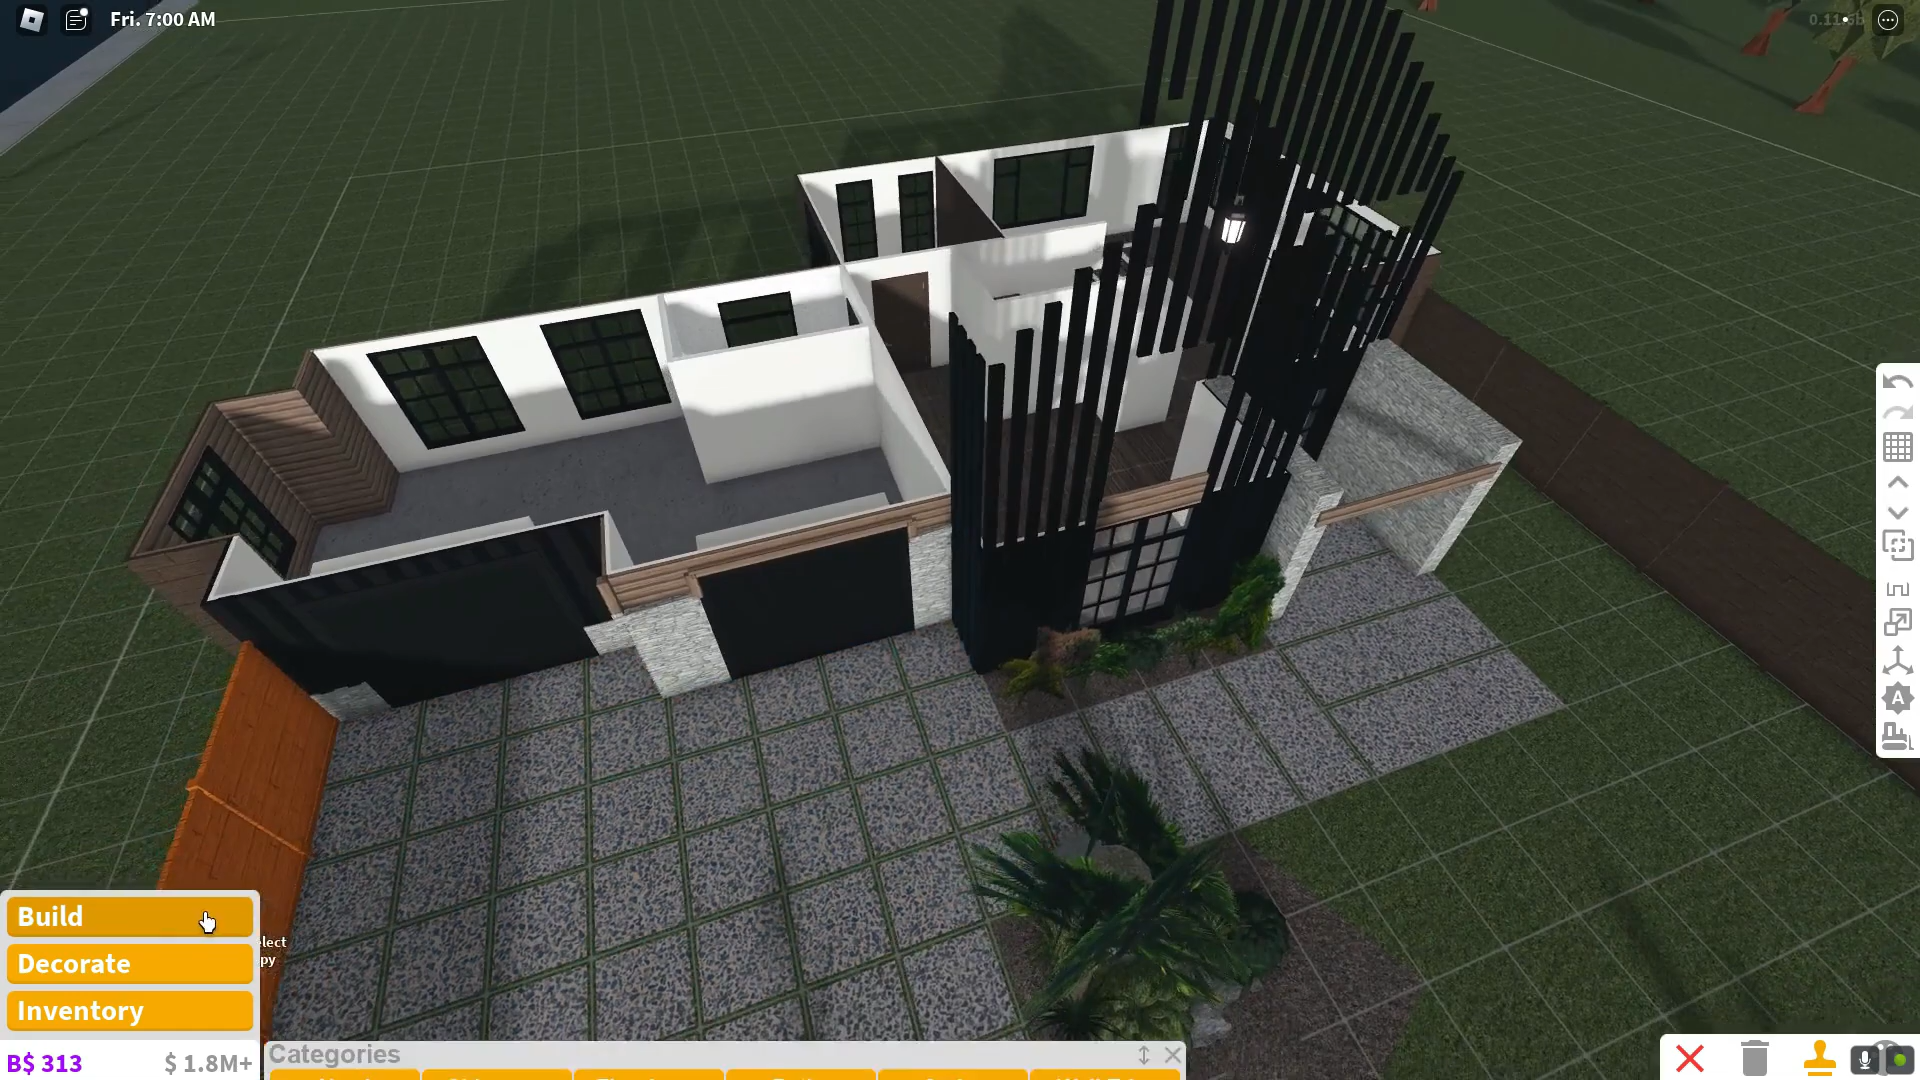 Fri. 7:00 AM
Build
Decorate
Inventory
B$ 313
$ 1.8M+
Categories
A